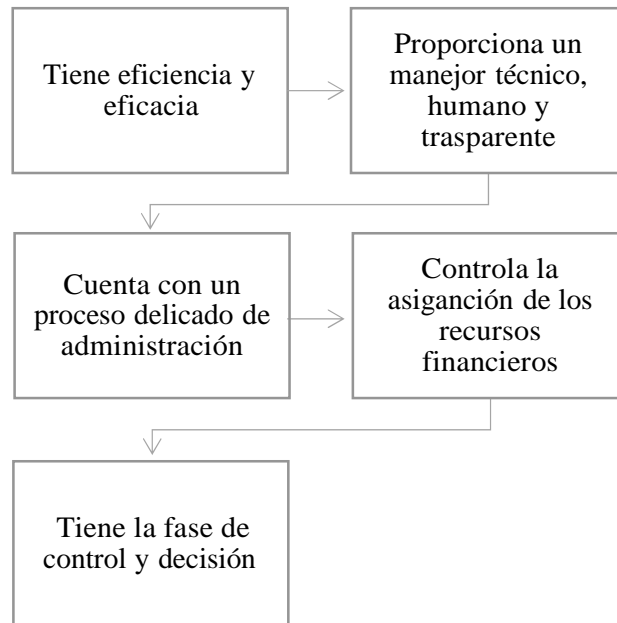 Tiene eficiencia y
eficacia
Proporciona un
manejor técnico,
humano y
trasparente
Cuenta con un
proceso delicado de
administración
Controla la
asiganción de los
recursos
financieros
Tiene la fase de
control y decisión